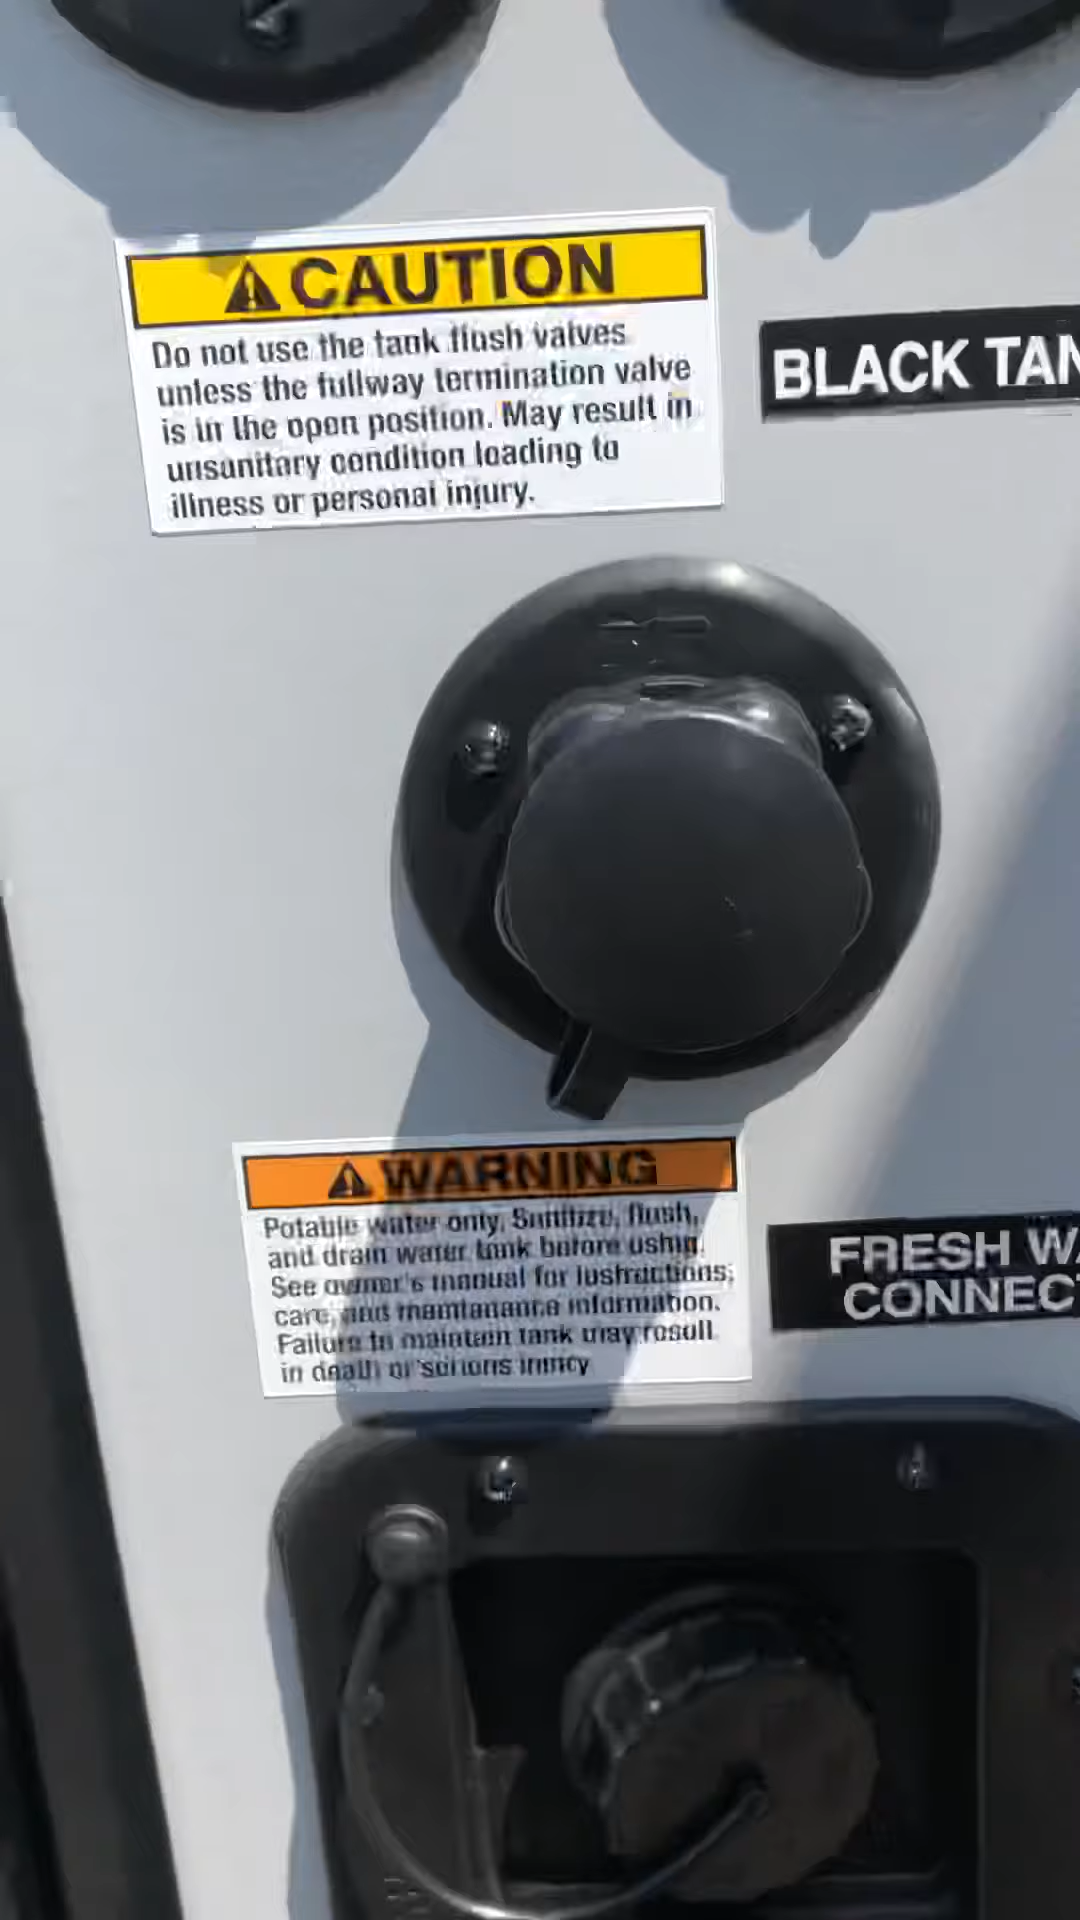 CAUTION
Do not use the tank flush valves
unless the fullway termination valve
is in the open position. May result in
unsanitary condition leading to
illness or personal injury.
BLACK TAN
WARNING
Potable water only. Sanitize, flush,
and drain water tank before using.
See owner's manual for instructions,
care, and maintenance information.
Failure to maintain tank may result
in death or serious injury
FRESH WA
CONNECT